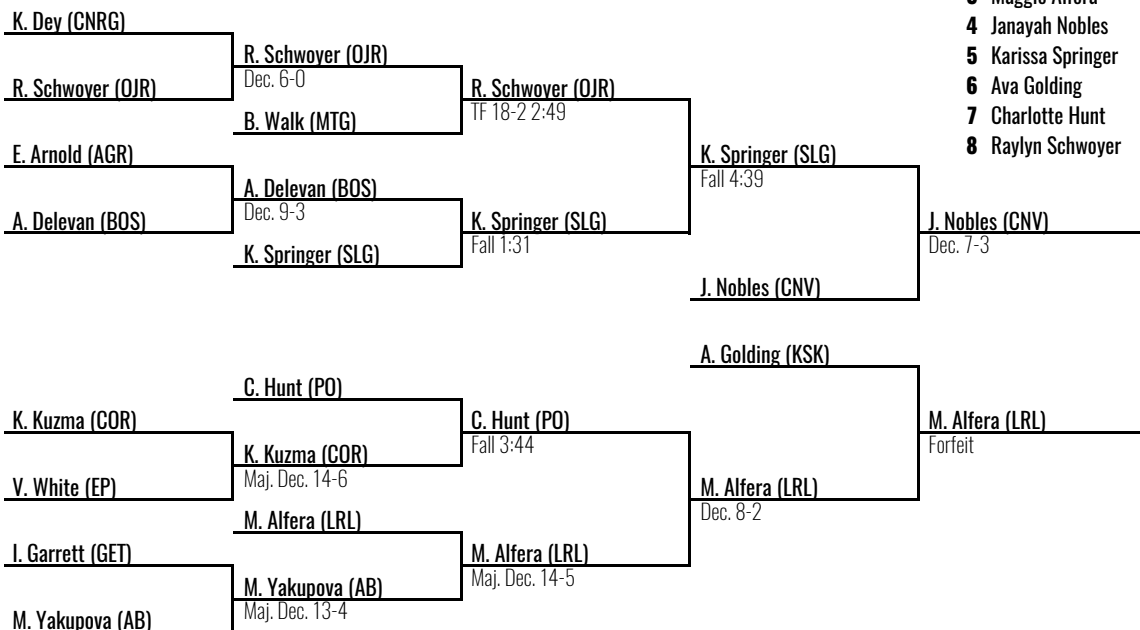 3 Maggie Alfera
4 Janayah Nobles
5 Karissa Springer
6 Ava Golding
7 Charlotte Hunt
8 Raylyn Schwoyer
K. Dey (CNRG)
R. Schwoyer (OJR)
E. Arnold (AGR)
A. Delevan (BOS)
K. Kuzma (COR)
V. White (EP)
I. Garrett (GET)
M. Yakupova (AB)
R. Schwoyer (OJR)
Dec. 6-0
B. Walk (MTG)
A. Delevan (BOS)
Dec. 9-3
K. Springer (SLG)
C. Hunt (PO)
K. Kuzma (COR)
Maj. Dec. 14-6
M. Alfera (LRL)
M. Yakupova (AB)
Maj. Dec. 13-4
R. Schwoyer (OJR)
TF 18-2 2:49
K. Springer (SLG)
Fall 1:31
C. Hunt (PO)
Fall 3:44
M. Alfera (LRL)
Maj. Dec. 14-5
K. Springer (SLG)
Fall 4:39
J. Nobles (CNV)
A. Golding (KSK)
M. Alfera (LRL)
Dec. 8-2
J. Nobles (CNV)
Dec. 7-3
M. Alfera (LRL)
Forfeit